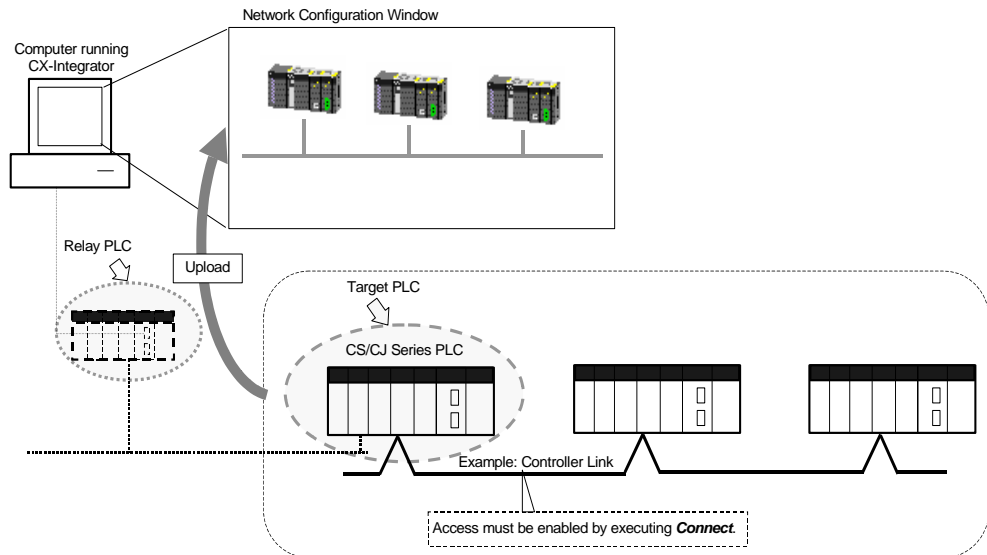 Network Configuration Window
Computer running
CX-Integrator
Relay PLC
Upload
Target PLC
CS/CJ Series PLC
Example: Controller Link
Access must be enabled by executing Connect.